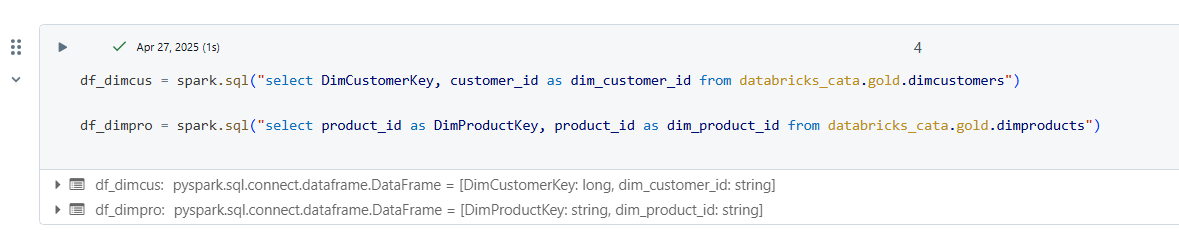 Apr 27, 2025 (1s)
4
df_dimcus = spark.sql("select DimCustomerKey, customer_id as dim_customer_id from databricks_cata.gold.dimcustomers")
df_dimpro = spark.sql("select product_id as DimProductKey, product_id as dim_product_id from databricks_cata.gold.dimproducts")
df_dimcus: pyspark.sql.connect.dataframe.DataFrame = [DimCustomerKey: long, dim_customer_id: string]
df_dimpro: pyspark.sql.connect.dataframe.DataFrame = [DimProductKey: string, dim_product_id: string]